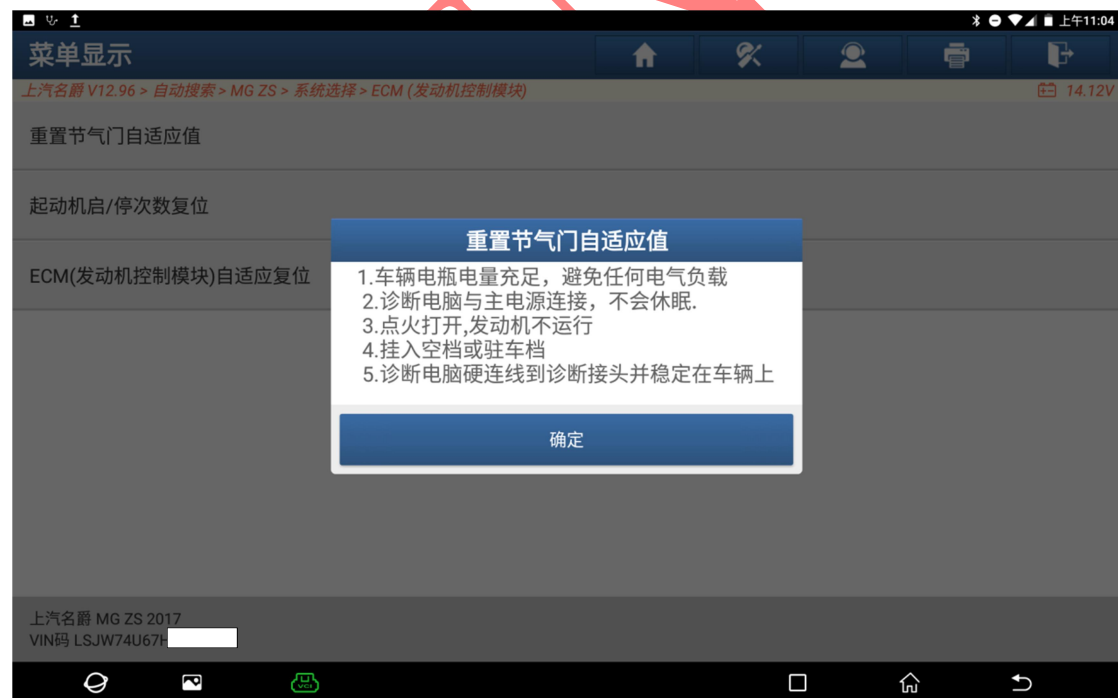 上午11:04
菜单显示
上汽名爵 V12.96 > 自动搜索 > MG ZS > 系统选择 > ECM (发动机控制模块)
14.12V
重置节气门自适应值
起动机启/停次数复位
ECM(发动机控制模块)自适应复位
重置节气门自适应值
1.车辆电瓶电量充足，避免任何电气负载
2.诊断电脑与主电源连接，不会休眠.
3.点火打开,发动机不运行
4.挂入空档或驻车档
5.诊断电脑硬连线到诊断接头并稳定在车辆上
确定
上汽名爵 MG ZS 2017
VIN码 LSJW74U67H
VCI